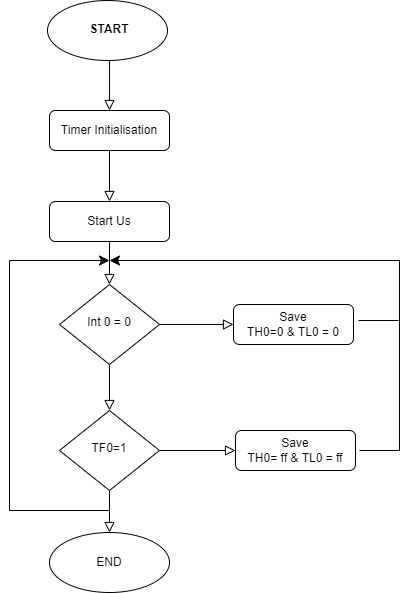 START
Timer Initialisation
Start Us
Int 0 = 0
Save
TH0=0 & TL0 = 0
TF0=1
Save
TH0= ff & TL0 = ff
END